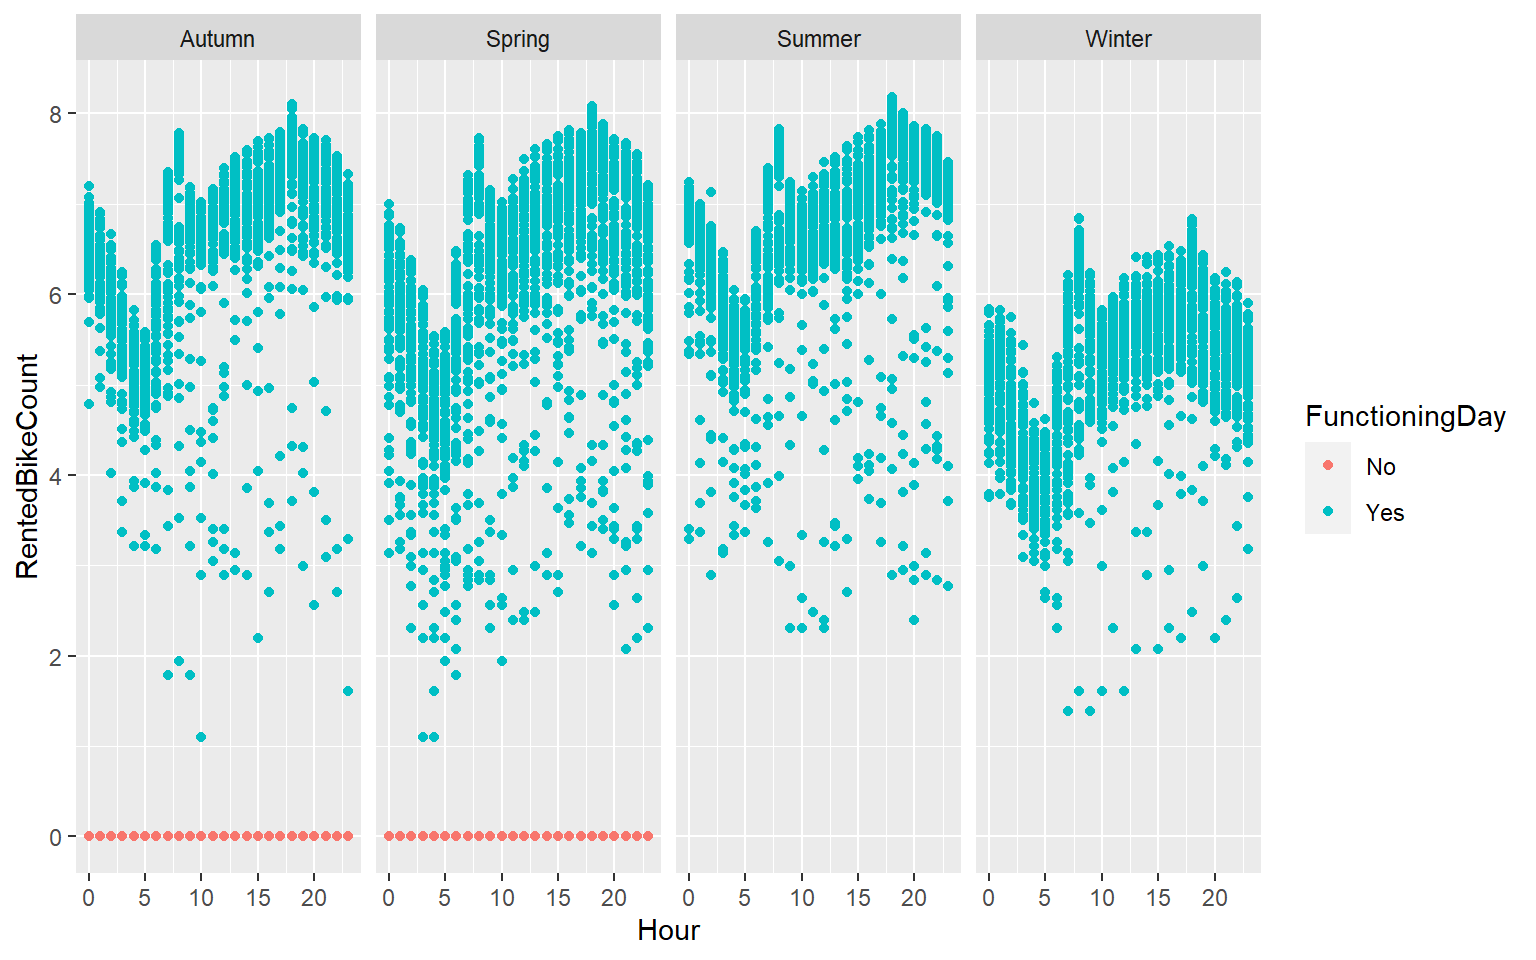 Autumn Spring Summer Winter
RentedBikeCount
8
6
4
2
0
0 5 10 15 20 0 5 10 15 20 0 5 10 15 20 0 5 10 15 20
Hour
FunctioningDay
No
Yes